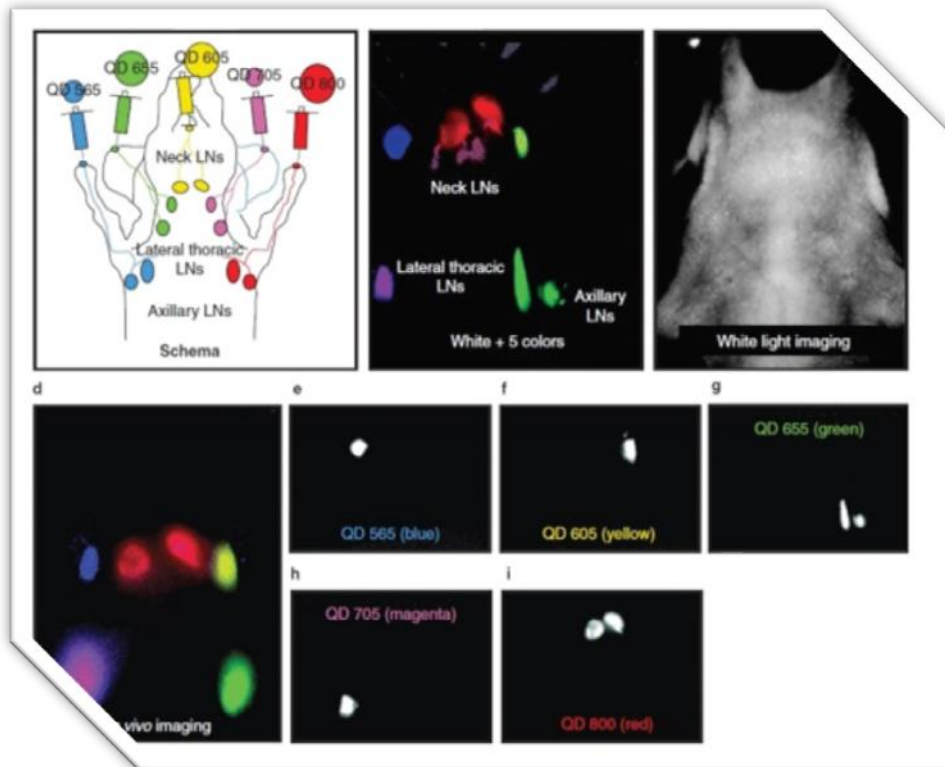 QD 565
QD 655
QD 605
QD 705
QD 800
Neck LNs
Lateral thoracic
LNs
Axillary LNs
Schema
Neck LNs
Lateral thoracic
LNs
Axillary
LNs
White + 5 colors
White light imaging
d
vivo imaging
e
QD 565 (blue)
f
QD 605 (yellow)
g
QD 655 (green)
h
QD 705 (magenta)
i
QD 800 (red)